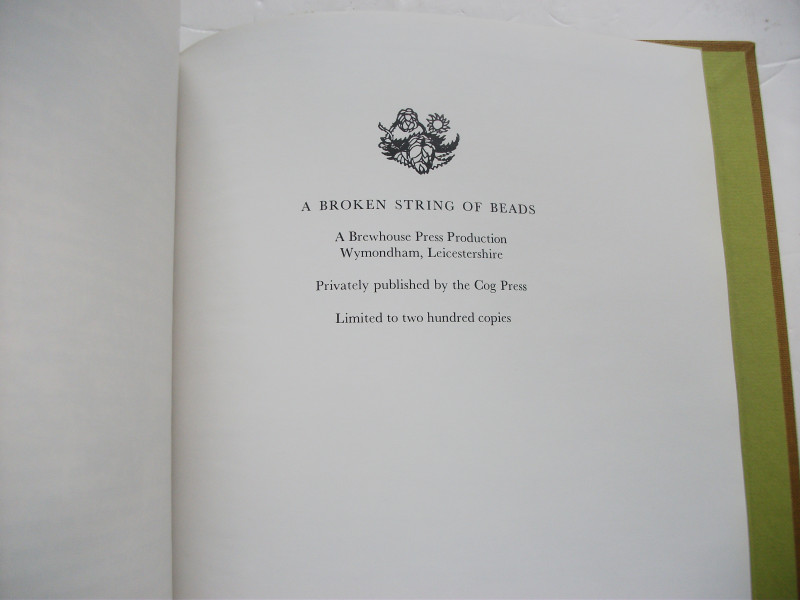 A BROKEN STRING OF BEADS
A Brewhouse Press Production
Wymondham, Leicestershire
Privately published by the Cog Press
Limited to two hundred copies